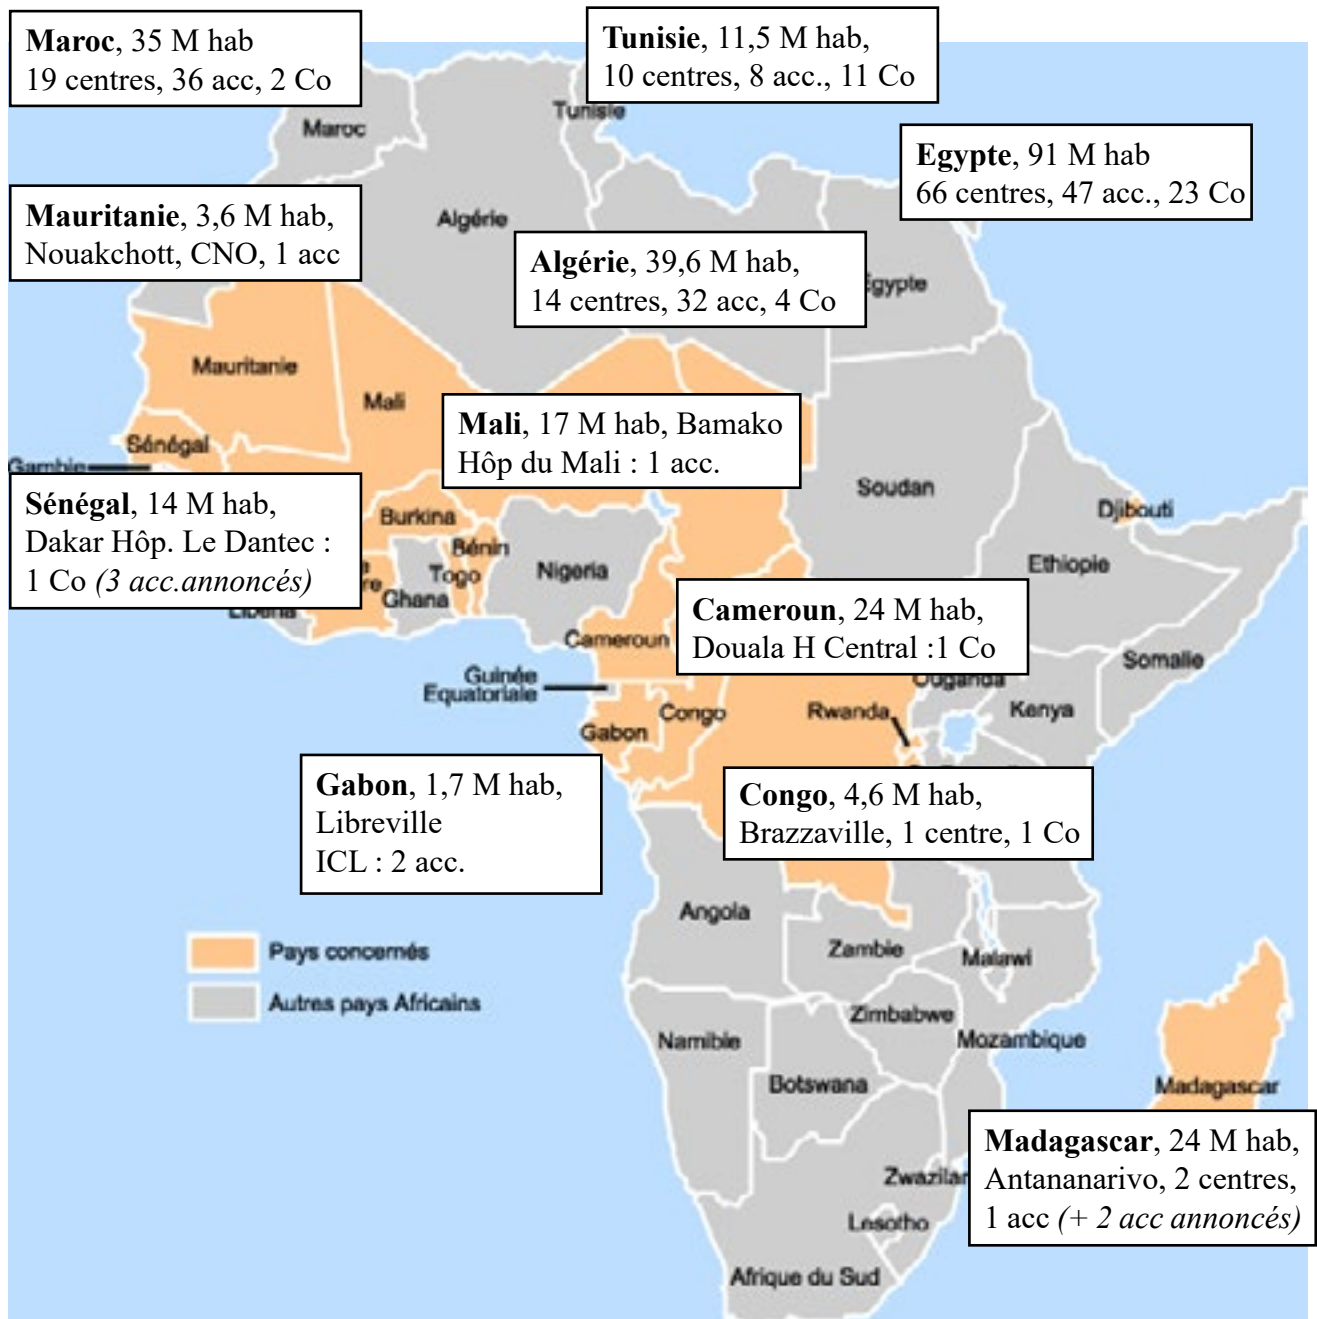 Maroc, 35 M hab
19 centres, 36 acc, 2 Co
Tunisie, 11,5 M hab,
10 centres, 8 acc., 11 Co
Tunisie
Maroc
Egypte, 91 M hab
66 centres, 47 acc., 23 Co
Mauritanie, 3,6 M hab,
Nouakchott, CNO, 1 acc
Algérie
Algérie, 39,6 M hab,
14 centres, 32 acc, 4 Co
Egypte
Mauritanie
Mali
Mali, 17 M hab, Bamako
Hôp du Mali : 1 acc.
Sénégal
Gambie
Soudan
Sénégal, 14 M hab,
Dakar Hôp. Le Dantec :
1 Co (3 acc.annoncés)
Burkina
Bénin
Togo
Ghana
Nigeria
Djibouti
Ethiopie
Liberia
Cameroun
Cameroun, 24 M hab,
Douala H Central :1 Co
Somalie
Guinée
Equatoriale
Ouganda
Kenya
Gabon
Congo
Rwanda
Gabon, 1,7 M hab,
Libreville
ICL : 2 acc.
Congo, 4,6 M hab,
Brazzaville, 1 centre, 1 Co
Angola
Pays concernés
Zambie
Malawi
Autres pays Africains
Zimbabwe
Namibie
Mozambique
Botswana
Madagascar
Madagascar, 24 M hab,
Antananarivo, 2 centres,
1 acc (+ 2 acc annoncés)
Zwazilan
Lesotho
Afrique du Sud